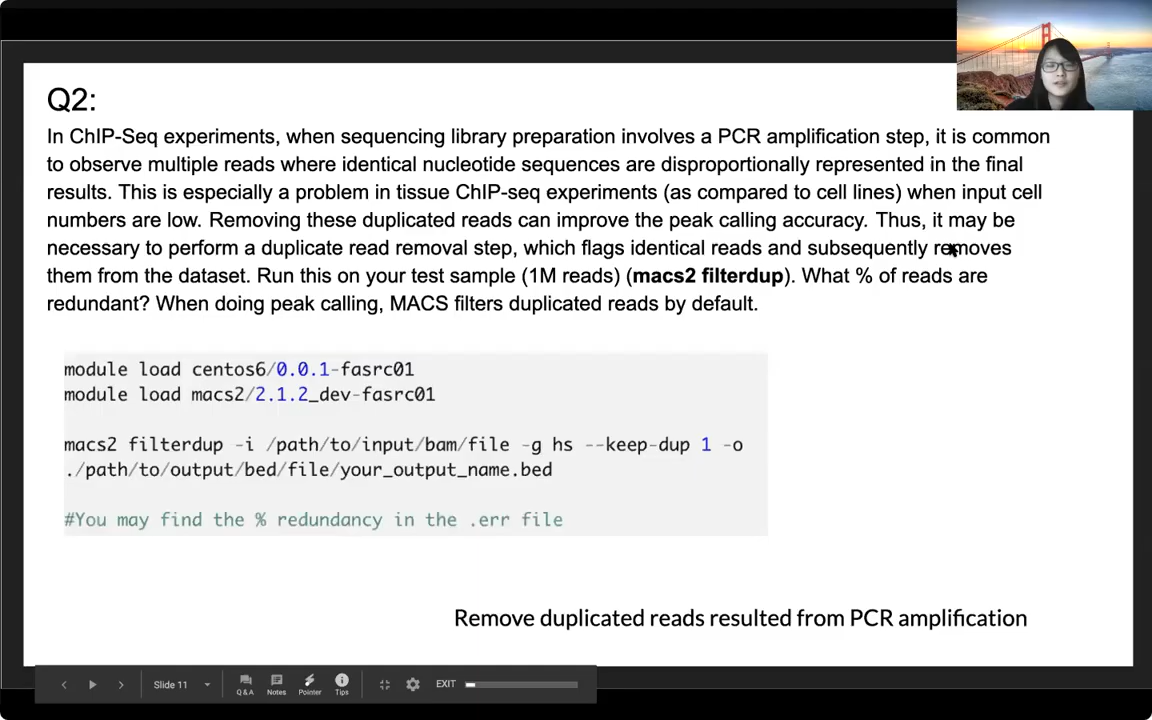 Q2:
In ChIP-Seq experiments, when sequencing library preparation involves a PCR amplification step, it is common
to observe multiple reads where identical nucleotide sequences are disproportionally represented in the final
results. This is especially a problem in tissue ChIP-seq experiments (as compared to cell lines) when input cell
numbers are low. Removing these duplicated reads can improve the peak calling accuracy. Thus, it may be
necessary to perform a duplicate read removal step, which flags identical reads and subsequently removes
them from the dataset. Run this on your test sample (1M reads) (macs2 filterdup). What % of reads are
redundant? When doing peak calling, MACS filters duplicated reads by default.
module load centos6/0.0.1-fasrc01
module load macs2/2.1.2_dev-fasrc01
macs2 filterdup -i /path/to/input/bam/file -g hs --keep-dup 1 -o
./path/to/output/bed/file/your_output_name.bed
#You may find the % redundancy in the .err file
Remove duplicated reads resulted from PCR amplification
Slide 11
Q&A
Notes
Pointer
Tips
EXIT